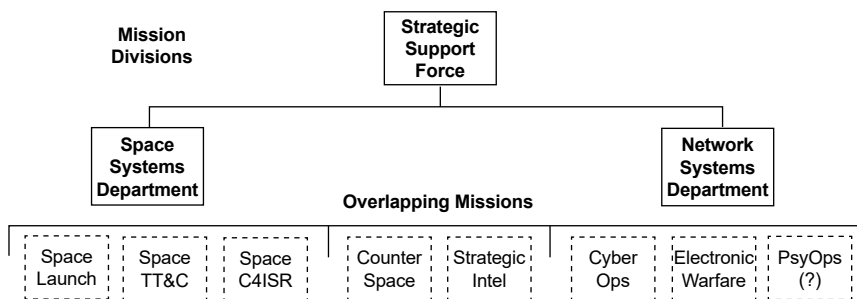 Mission
Divisions
Strategic
Support
Force
Space
Systems
Department
Network
Systems
Department
Overlapping Missions
Space
Launch
Space
TT&C
Space
C4ISR
Counter
Space
Strategic
Intel
Cyber
Ops
Electronic
Warfare
PsyOps
(?)